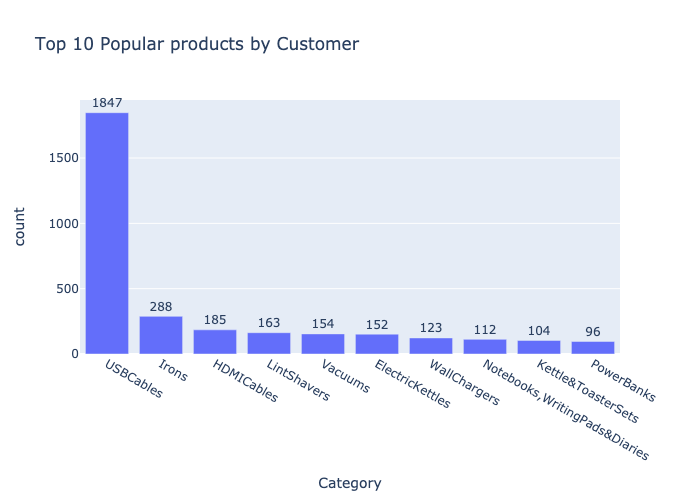 Top 10 Popular products by Customer
count
1500
1000
500
0
1847
288
185
163
154
152
123
112
104
96
USBCables
Irons
HDMICables
LintShavers
Vacuums
ElectricKettles
WallChargers
Notebooks,WritingPads&Diaries
Kettle&ToasterSets
PowerBanks
Category